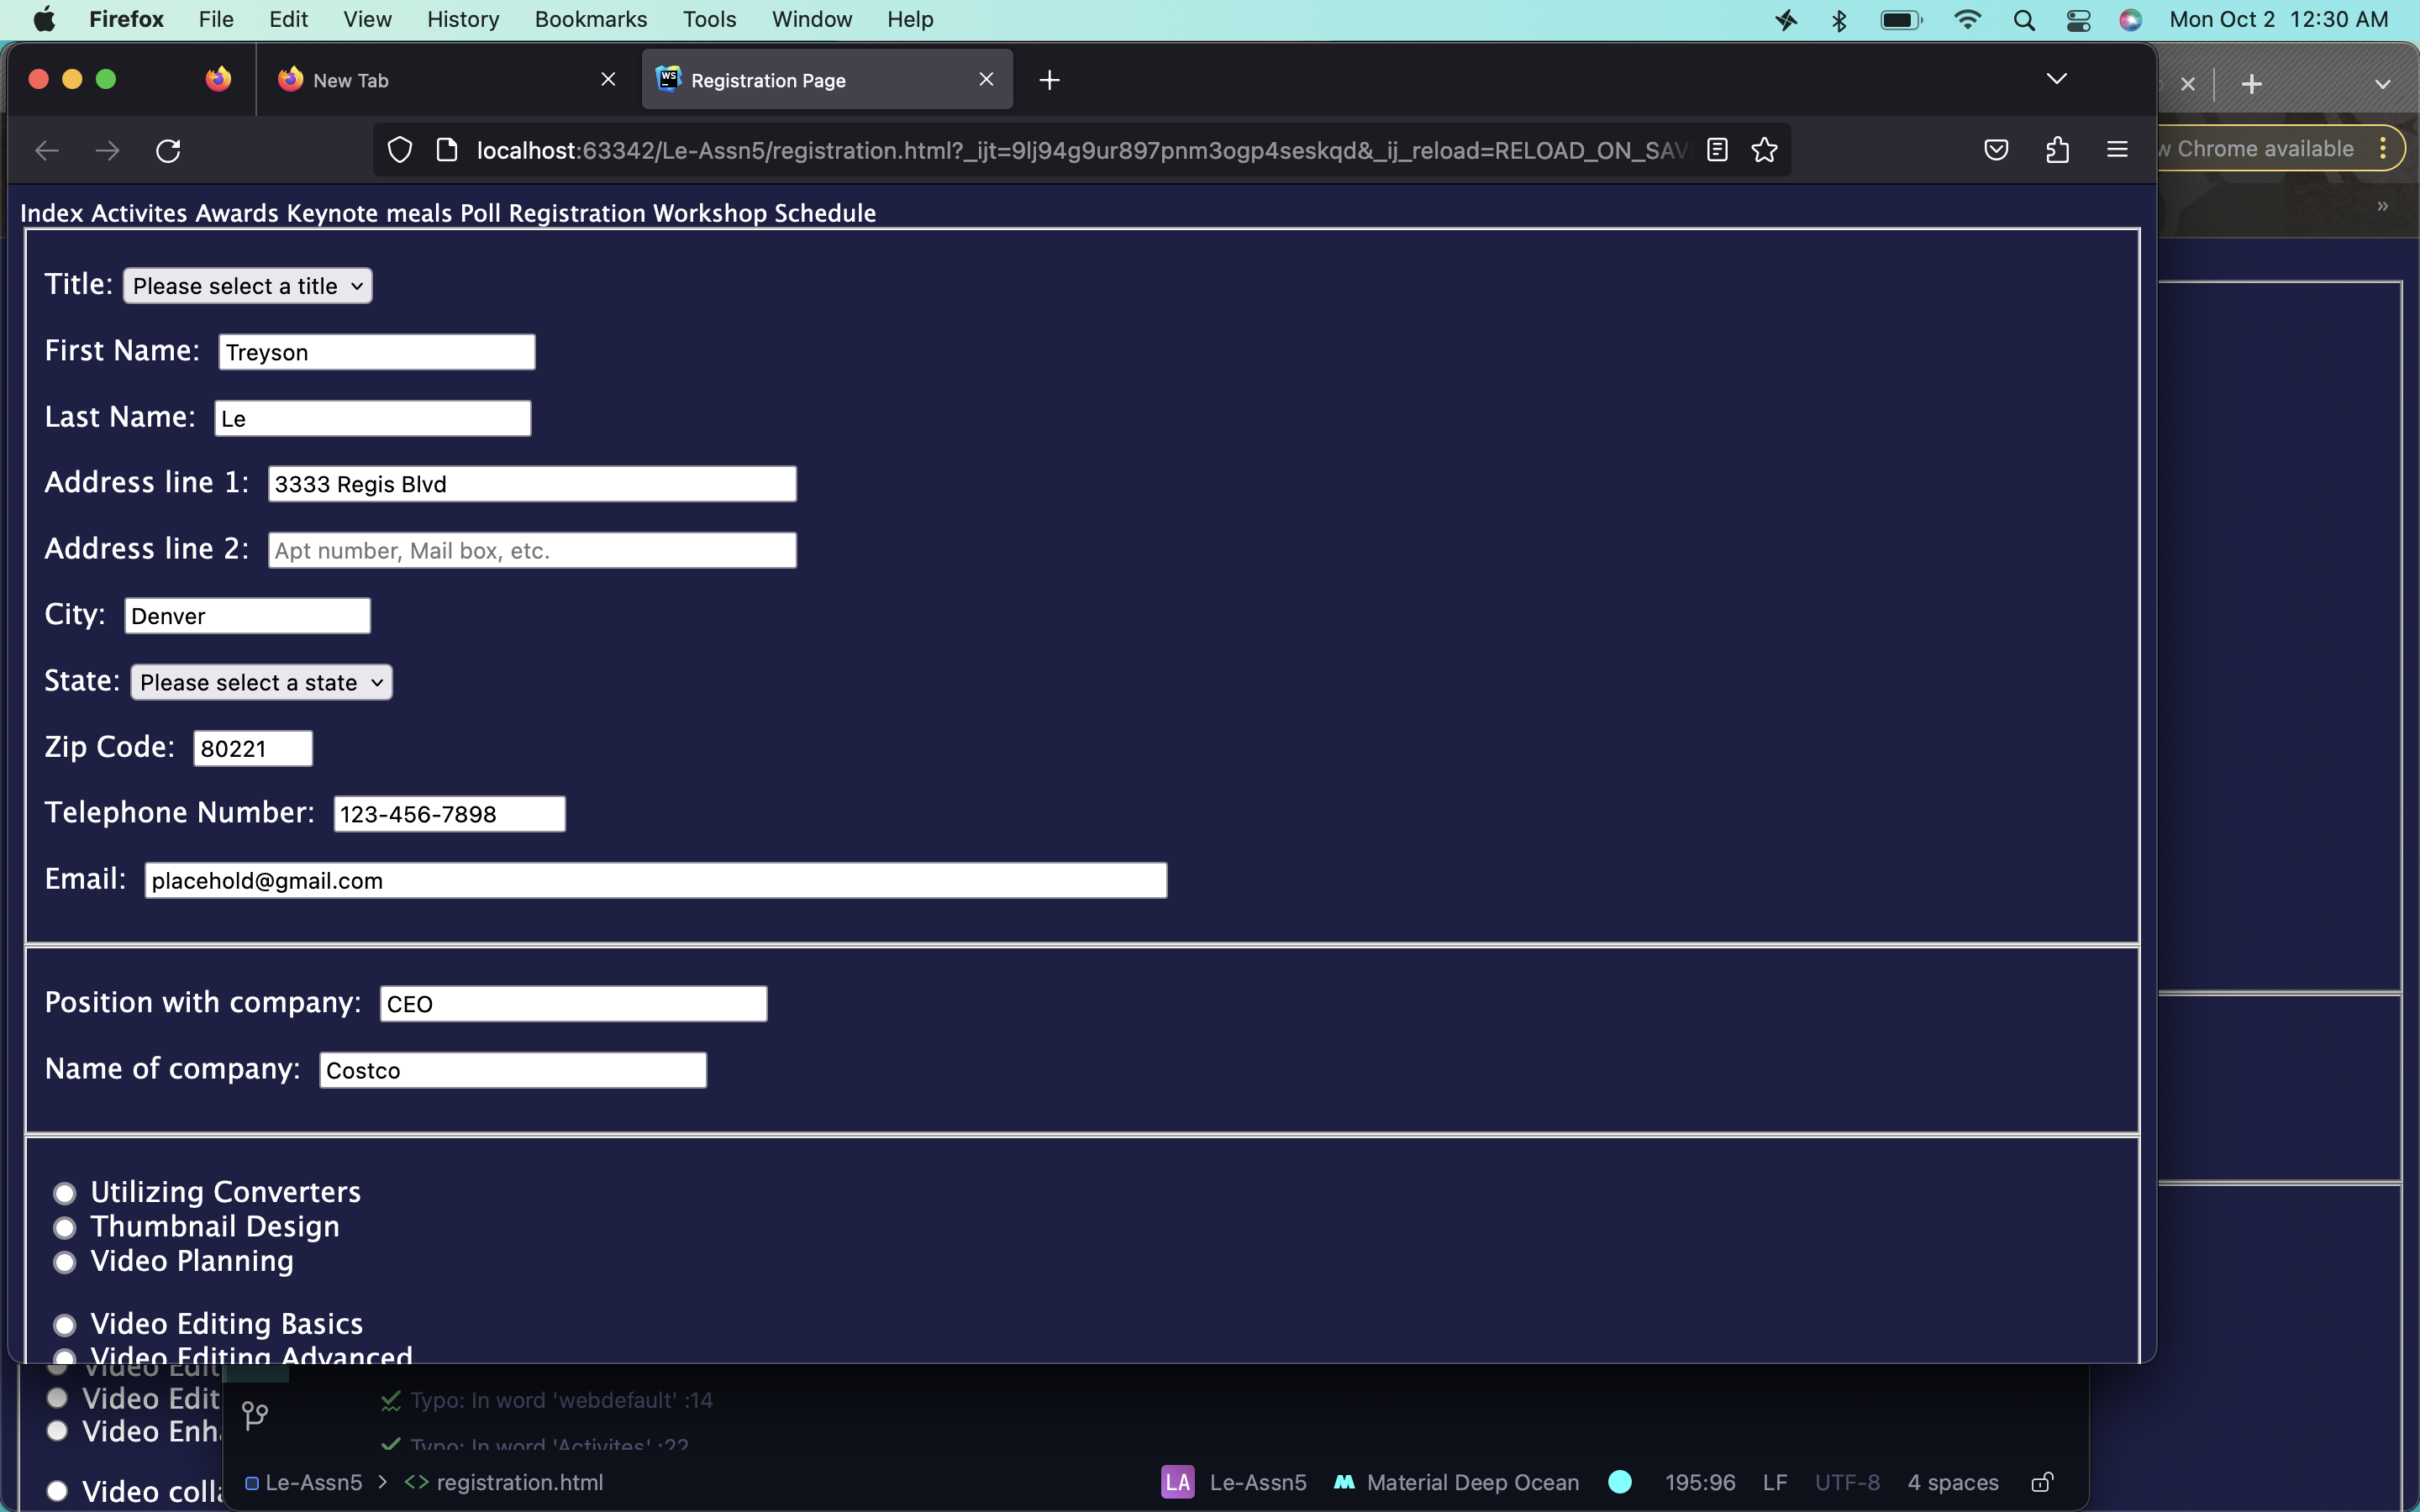 Firefox File Edit View History Bookmarks Tools Window Help Mon Oct 2 12:30 AM
New Tab
WS Registration Page
localhost:63342/Le-Assn5/registration.html?_ijt=9lj94g9ur897pnm3ogp4seskqd&_ij_reload=RELOAD_ON_SAV
Chrome available
Index Activites Awards Keynote meals Poll Registration Workshop Schedule
Title: Please select a title
First Name: Treyson
Last Name: Le
Address line 1: 3333 Regis Blvd
Address line 2: Apt number, Mail box, etc.
City: Denver
State: Please select a state
Zip Code: 80221
Telephone Number: 123-456-7898
Email: placehold@gmail.com
Position with company: CEO
Name of company: Costco
Utilizing Converters
Thumbnail Design
Video Planning
Video Editing Basics
Video Editing Advanced
Video Edit
Video Edit
Video Enh
Video coll
Typo: In word 'webdefault' :14
Typo: In word 'Activites' :22
Le-Assn5 > <> registration.html LA Le-Assn5 Material Deep Ocean 195:96 LF UTF-8 4 spaces